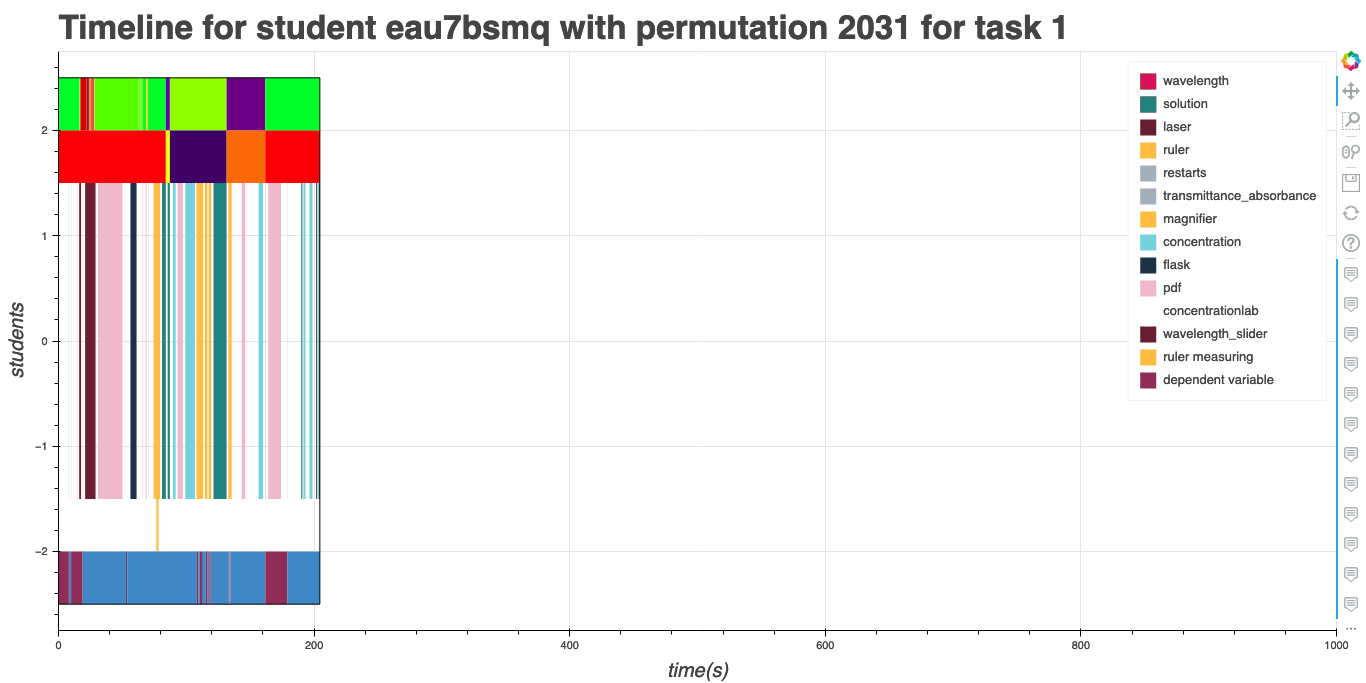 Timeline for student eau7bsmq with permutation 2031 for task 1
wavelength
solution
laser
ruler
restarts
transmittance_absorbance
magnifier
concentration
flask
pdf
concentrationlab
wavelength_slider
ruler measuring
dependent variable
2
1
0
−1
−2
students
0 200 400 600 800 1000
time(s)